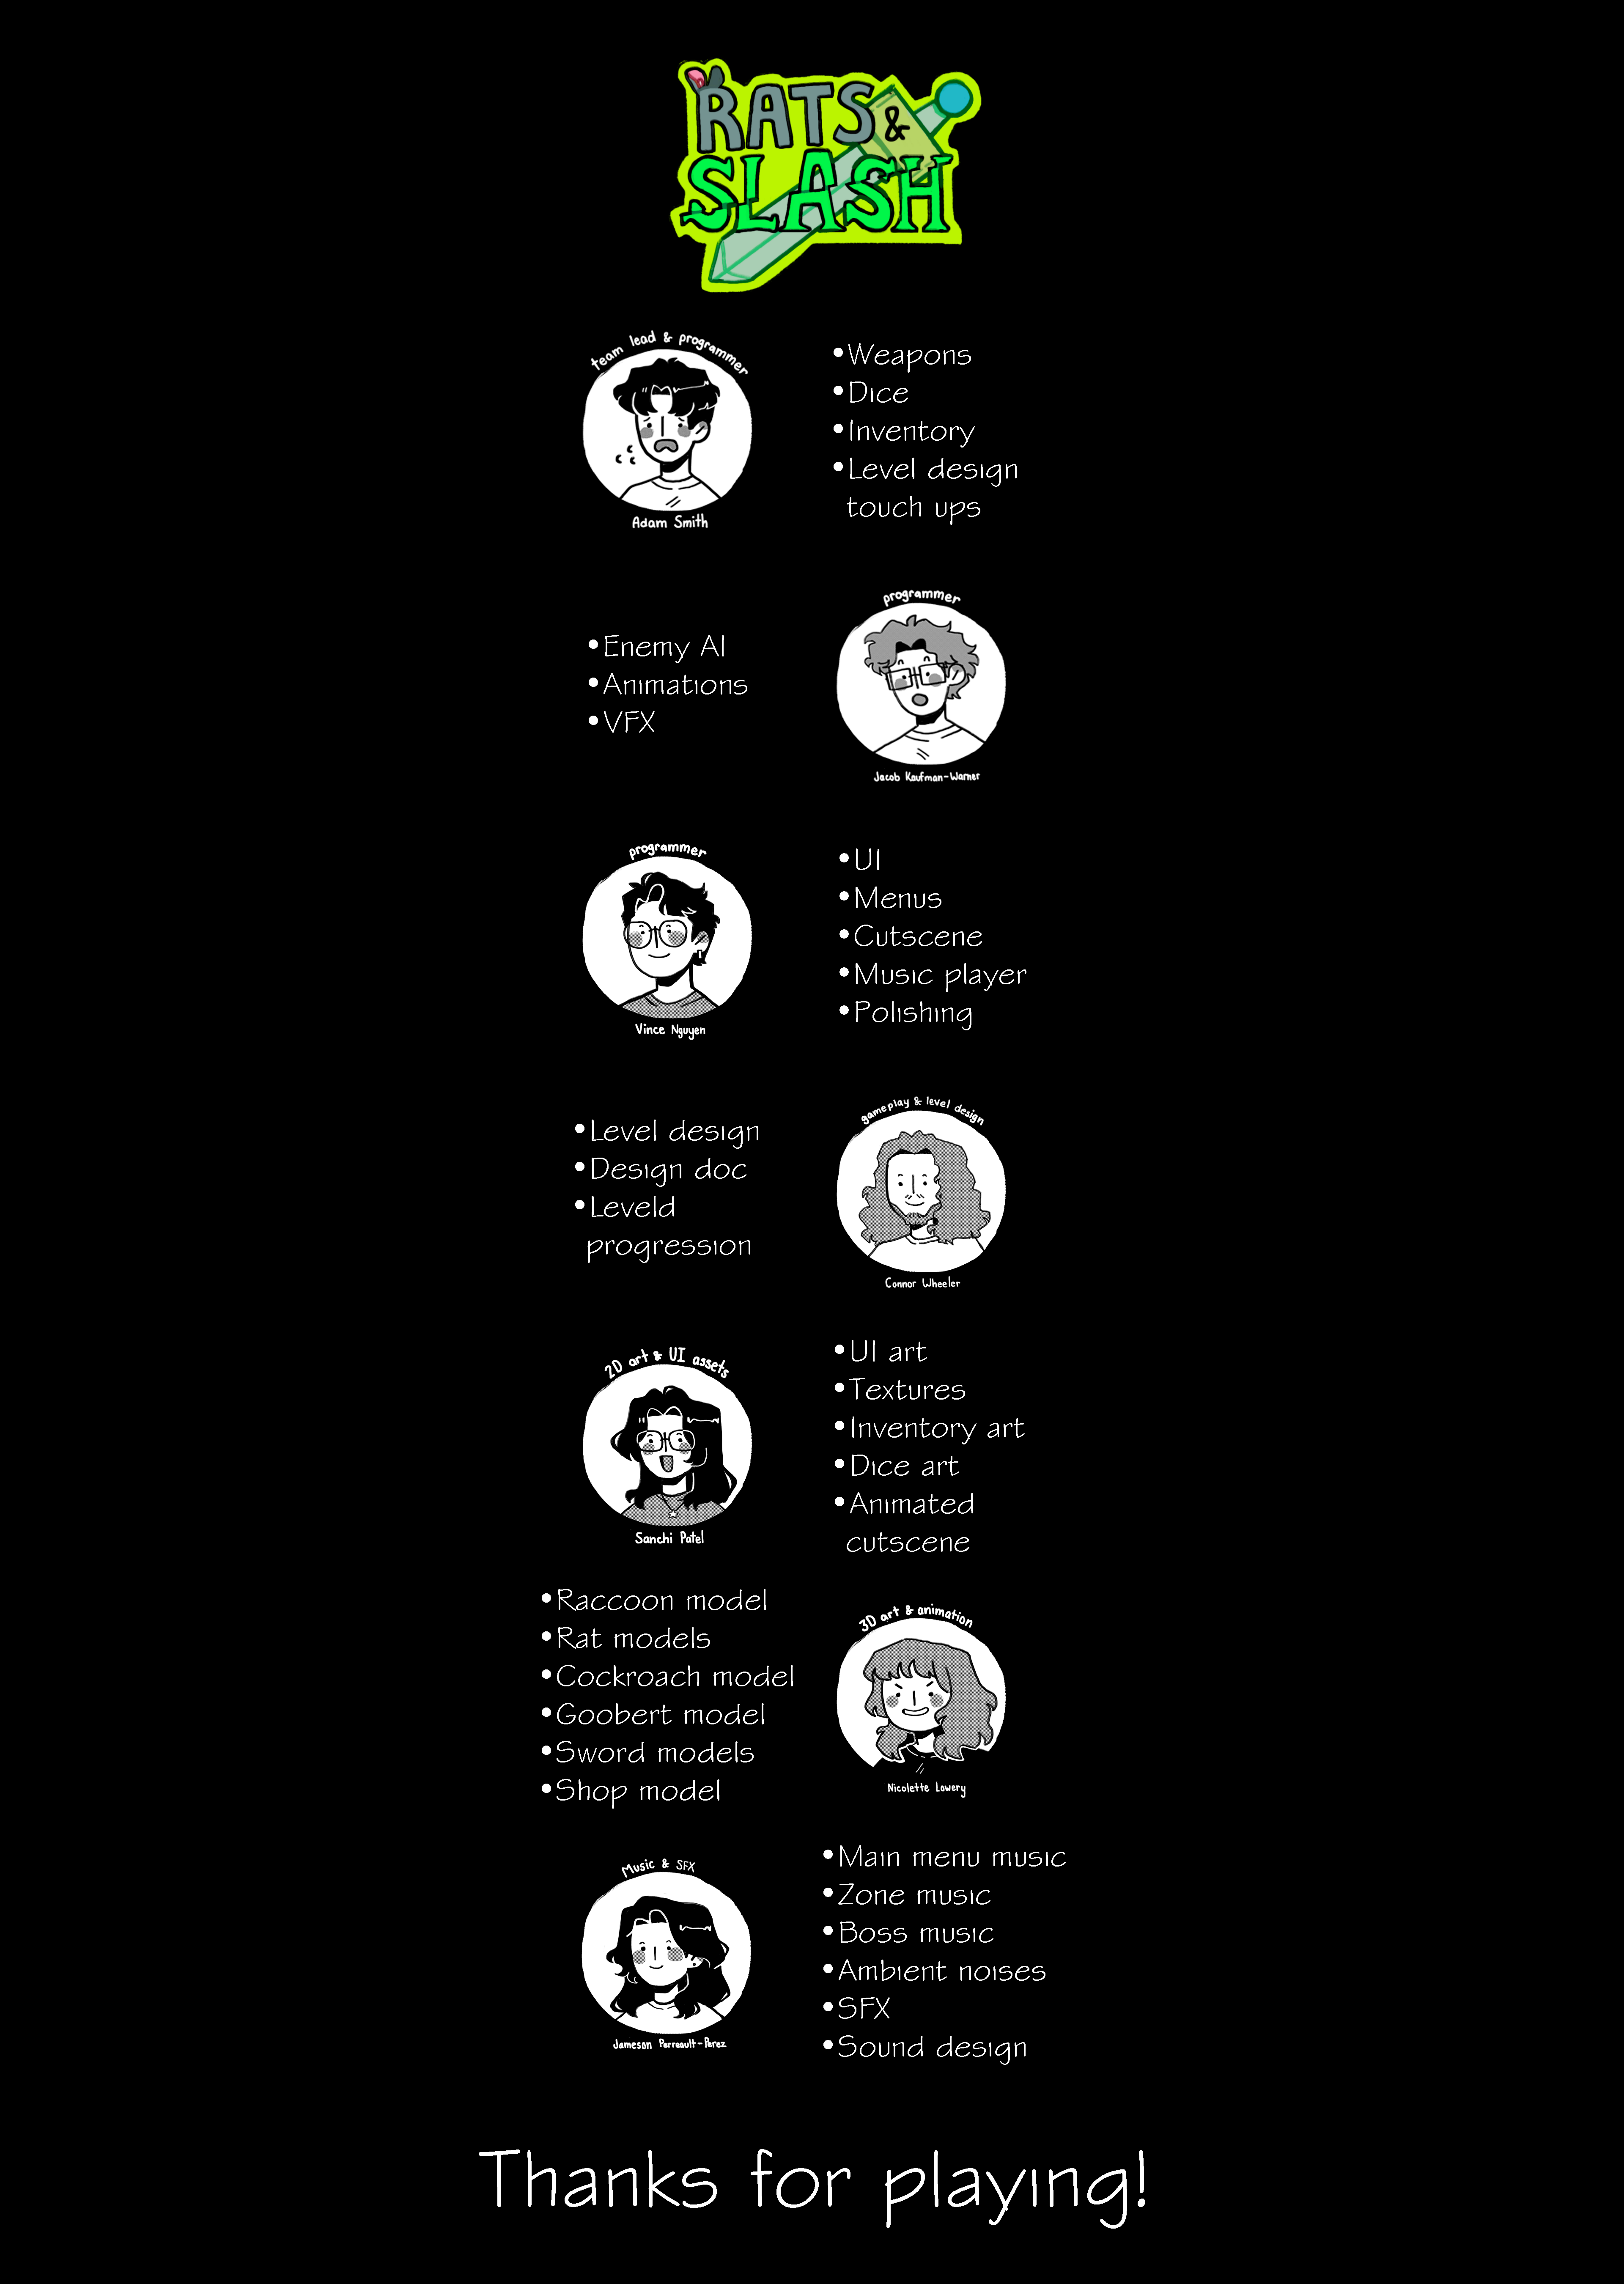 RATS &
SLASH
team lead & programmer
Adam Smith
•Weapons
•Dice
•Inventory
•Level design
touch ups
•Enemy AI
•Animations
•VFX
programmer
Jacob Kaufman-Warner
programmer
Vince Nguyen
•UI
•Menus
•Cutscene
•Music player
•Polishing
•Level design
•Design doc
•Leveld
progression
gameplay & level design
Connor Wheeler
2D art & UI assets
Sanchi Patel
•UI art
•Textures
•Inventory art
•Dice art
•Animated
cutscene
•Raccoon model
•Rat models
•Cockroach model
•Goobert model
•Sword models
•Shop model
3D art & animation
Nicolette Lowery
Music & SFX
Jameson Perreault-Perez
•Main menu music
•Zone music
•Boss music
•Ambient noises
•SFX
•Sound design
Thanks for playing!